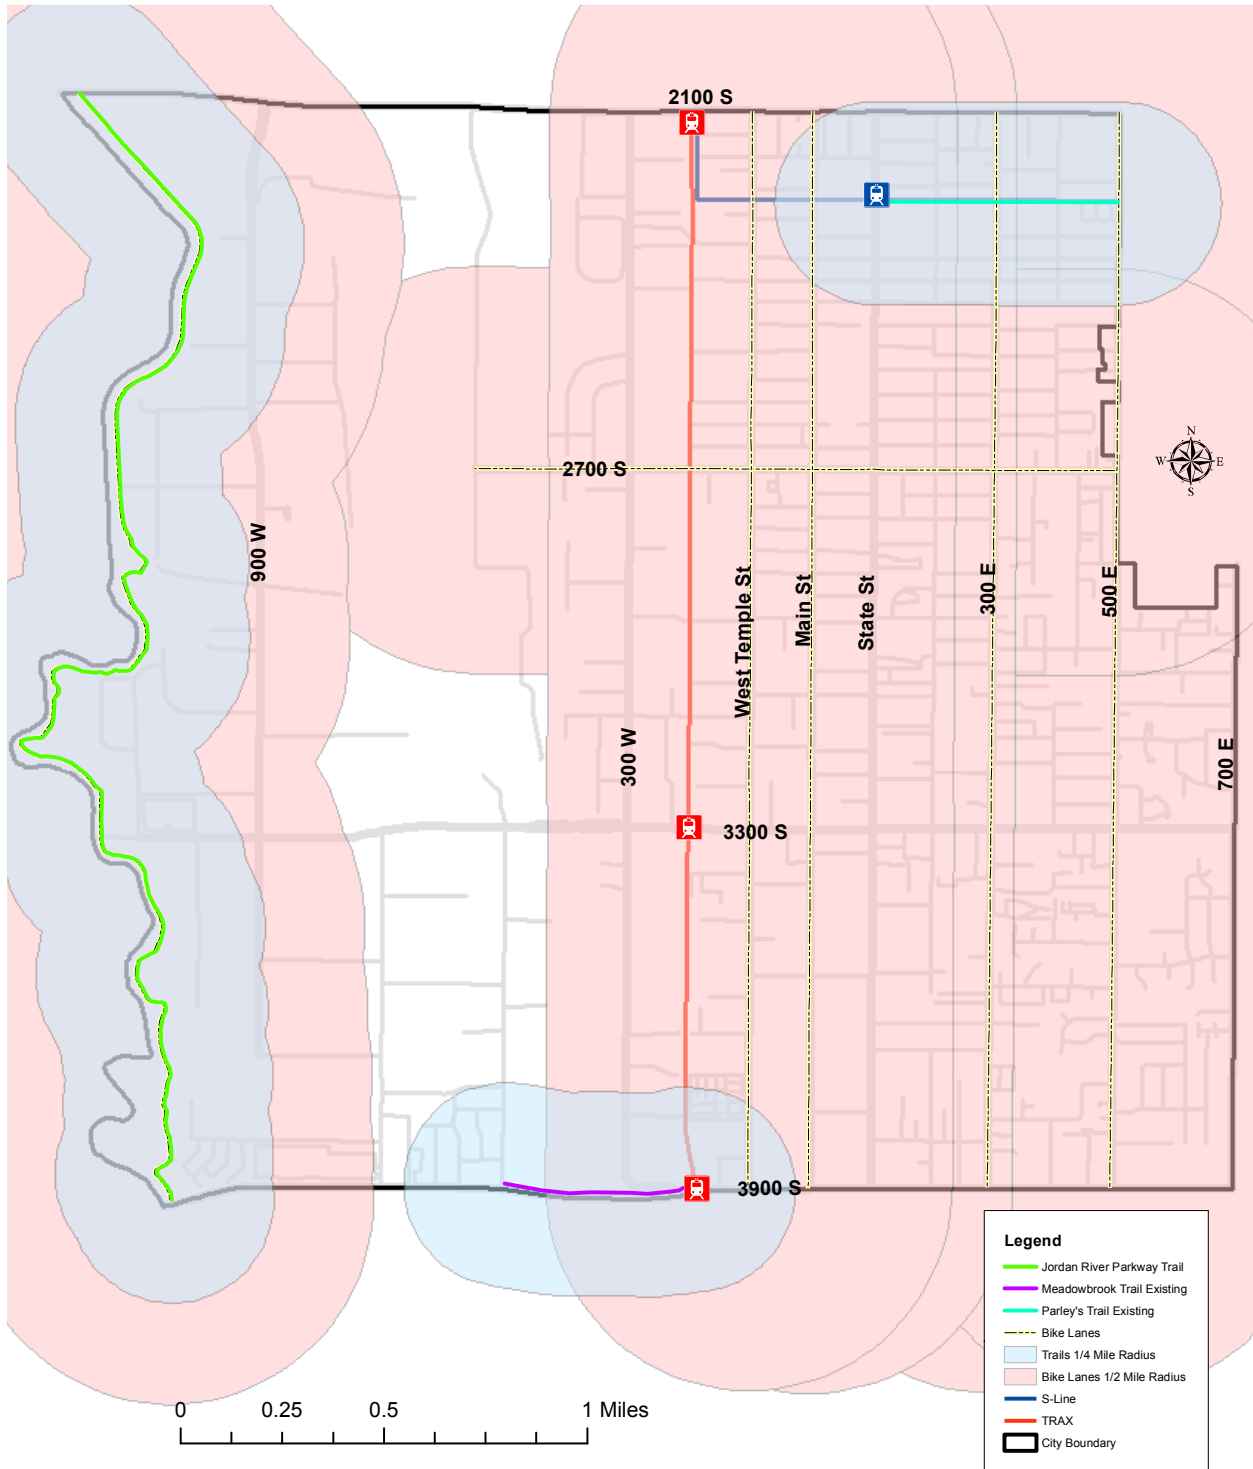 2100 S
2700 S
N
W
E
S
900 W
West Temple St
Main St
State St
300 E
500 E
300 W
700 E
3300 S
3900 S
Legend
Jordan River Parkway Trail
Meadowbrook Trail Existing
Parley's Trail Existing
Bike Lanes
Trails 1/4 Mile Radius
Bike Lanes 1/2 Mile Radius
S-Line
TRAX
City Boundary
0 0.25 0.5 1 Miles